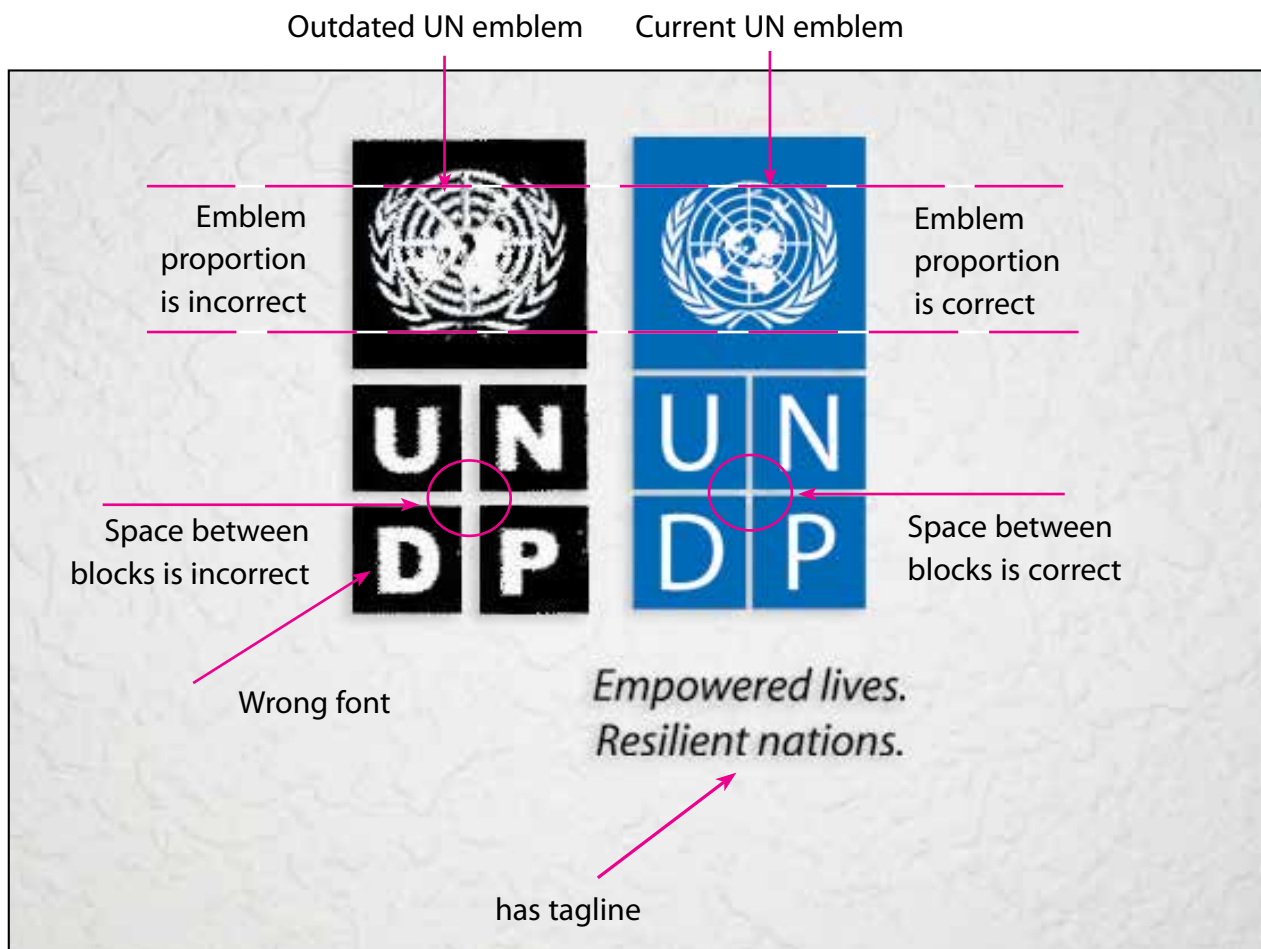 Outdated UN emblem
Current UN emblem
Emblem
proportion
is incorrect
Emblem
proportion
is correct
U N
D P
U N
D P
Space between
blocks is incorrect
Space between
blocks is correct
Wrong font
Empowered lives.
Resilient nations.
has tagline